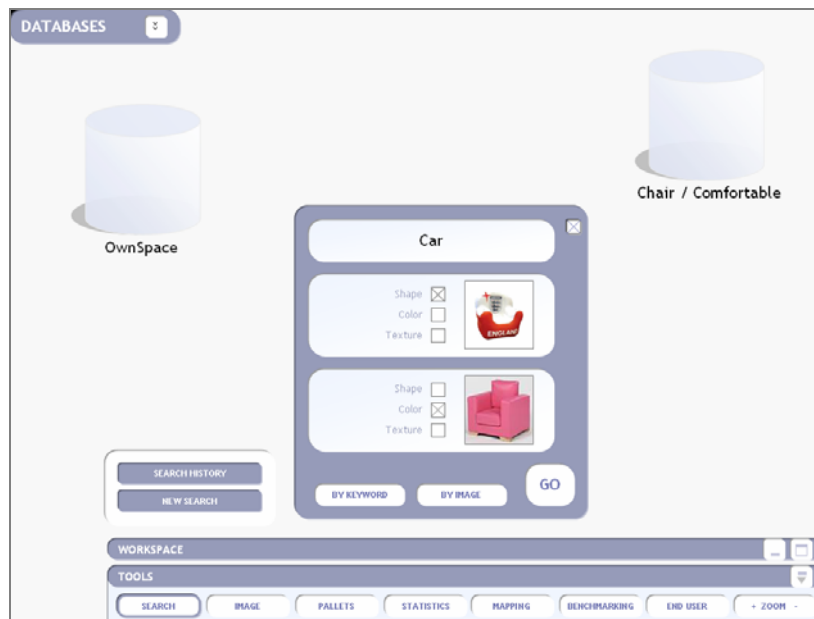 DATABASES
Chair / Comfortable
OwnSpace
Car
Shape
Color
Texture
ENGLAND
Shape
Color
Texture
SEARCH HISTORY
NEW SEARCH
BY KEYWORD
BY IMAGE
GO
WORKSPACE
TOOLS
SEARCH
IMAGE
PALLETS
STATISTICS
MAPPING
BENCHMARKING
END USER
+ ZOOM -